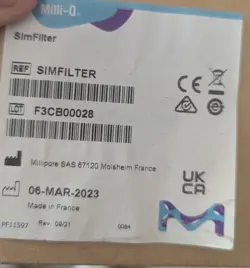 Milli-Q®
SimFilter
REF SIMFILTER
LOT F3CB00028
Millipore SAS 67120 Molsheim France
06-MAR-2023
Made in France
UK
CA
PF11597 Rev. 09/21 0094
M